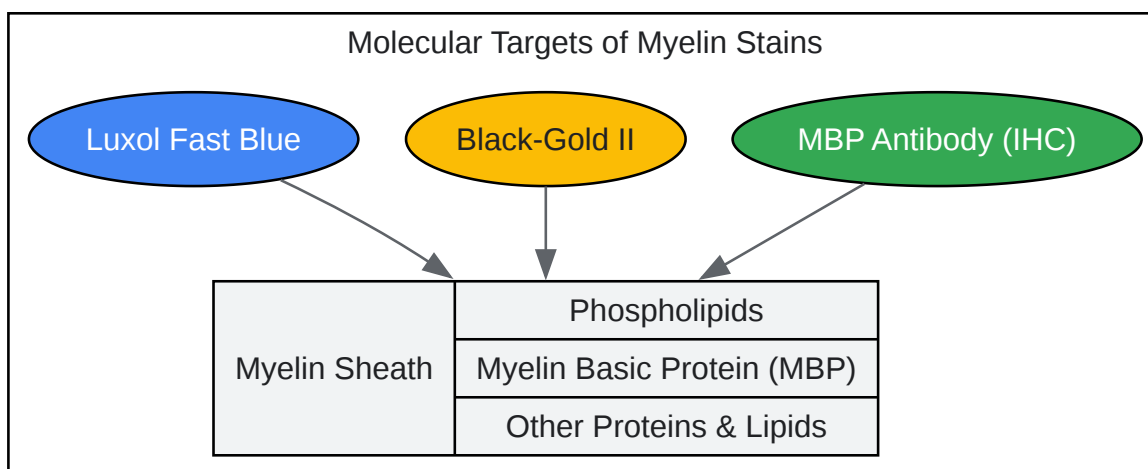 Molecular Targets of Myelin Stains
Luxol Fast Blue
Black-Gold II
MBP Antibody (IHC)
Myelin Sheath
Phospholipids
Myelin Basic Protein (MBP)
Other Proteins & Lipids